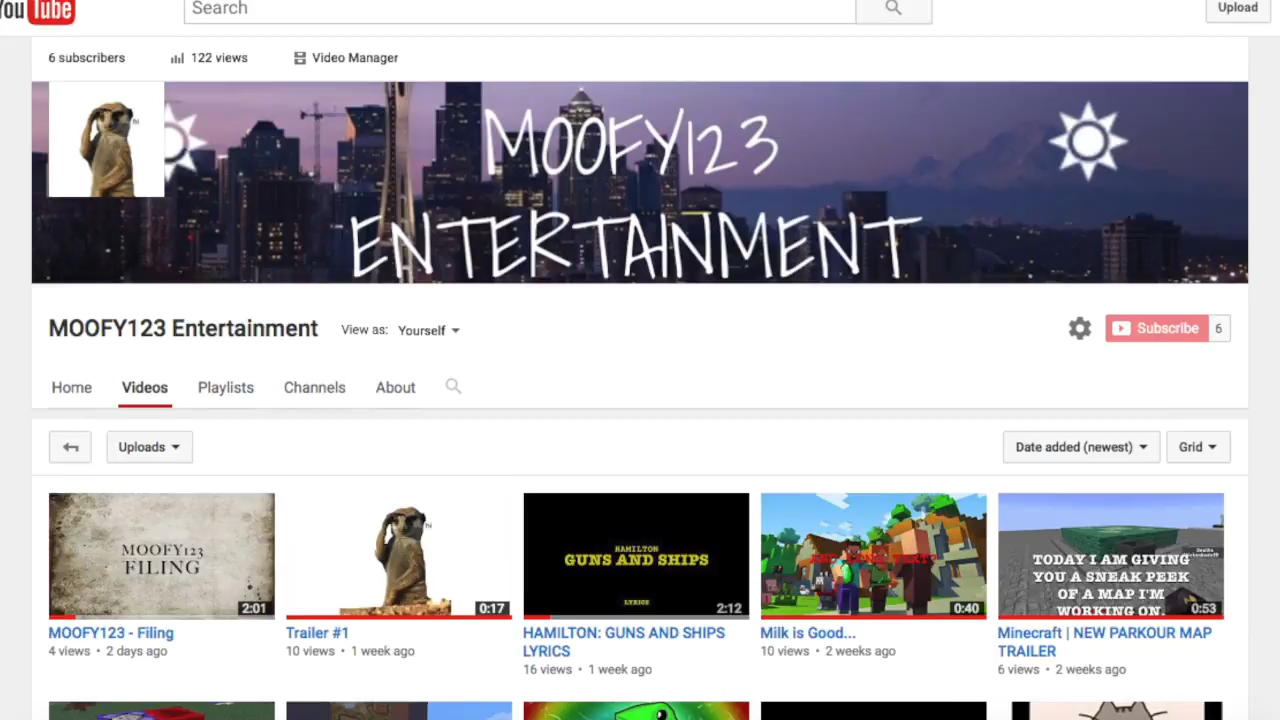 You Tube
Search
Upload
6 subscribers
122 views
Video Manager
hi
MOOFY123
ENTERTAINMENT
MOOFY123 Entertainment
View as: Yourself
Subscribe 6
Home
Videos
Playlists
Channels
About
Uploads
Date added (newest)
Grid
MOOFY123
FILING
2:01
hi
0:17
HAMILTON
GUNS AND SHIPS
LYRICS
2:12
0:40
TODAY I AM GIVING
YOU A SNEAK PEEK
OF A MAP I'M
WORKING ON.
0:53
MOOFY123 - Filing
4 views • 2 days ago
Trailer #1
10 views • 1 week ago
HAMILTON: GUNS AND SHIPS
LYRICS
16 views • 1 week ago
Milk is Good...
10 views • 2 weeks ago
Minecraft | NEW PARKOUR MAP
TRAILER
6 views • 2 weeks ago